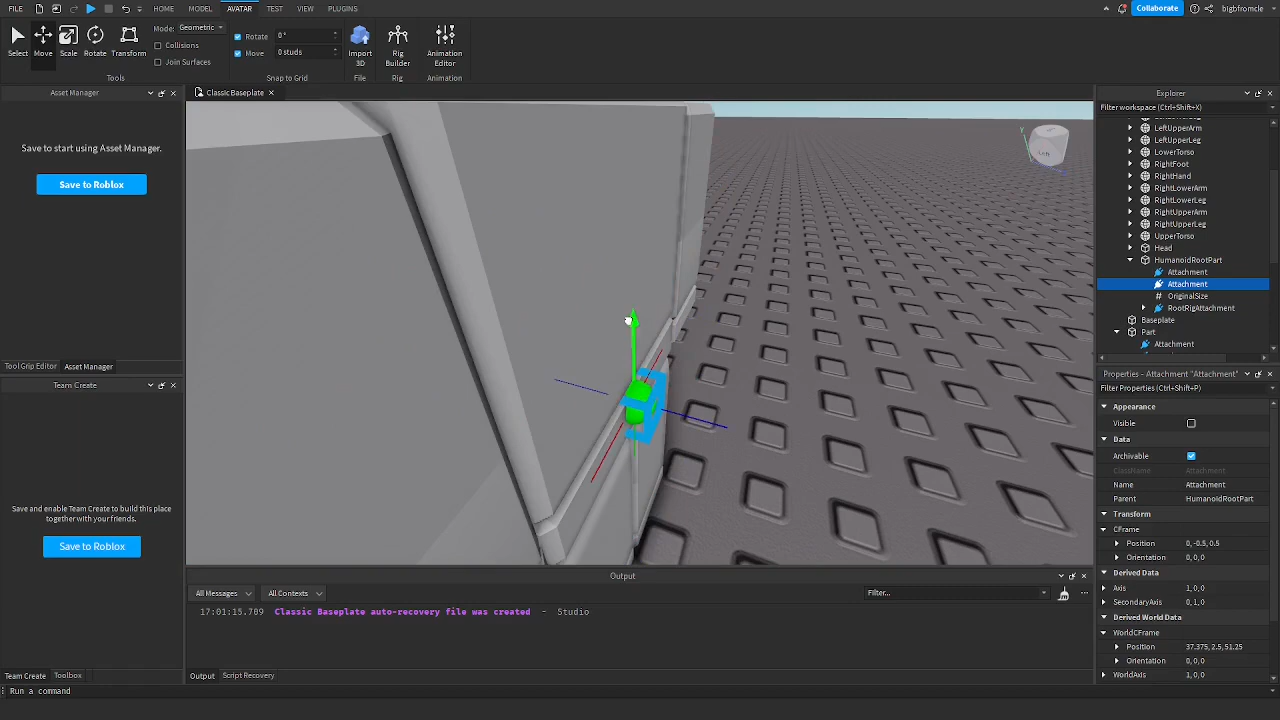 FILE HOME MODEL AVATAR TEST VIEW PLUGINS Collaborate bigbfromcle
Select Move Scale Rotate Transform
Mode: Geometric
Collisions
Join Surfaces
Tools
Rotate 0 °
Move 0 studs
Snap to Grid
Import 3D
File
Rig Builder
Rig
Animation Editor
Animation
Asset Manager
Save to start using Asset Manager.
Save to Roblox
Tool Grip Editor Asset Manager
Team Create
Save and enable Team Create to build this place
together with your friends.
Save to Roblox
Team Create Toolbox
Classic Baseplate
y
Left
Output
All Messages All Contexts Filter...
17:01:15.709 Classic Baseplate auto-recovery file was created - Studio
Output Script Recovery
Run a command
Explorer
Filter workspace (Ctrl+Shift+X)
LeftUpperArm
LeftUpperLeg
LowerTorso
RightFoot
RightHand
RightLowerArm
RightLowerLeg
RightUpperArm
RightUpperLeg
UpperTorso
Head
HumanoidRootPart
Attachment
Attachment
OriginalSize
RootRigAttachment
Baseplate
Part
Attachment
Properties - Attachment "Attachment"
Filter Properties (Ctrl+Shift+P)
Appearance
Visible
Data
Archivable
ClassName Attachment
Name Attachment
Parent HumanoidRootPart
Transform
CFrame
Position 0, -0.5, 0.5
Orientation 0, 0, 0
Derived Data
Axis 1, 0, 0
SecondaryAxis 0, 1, 0
Derived World Data
WorldCFrame
Position 37.375, 2.5, 51.25
Orientation 0, 0, 0
WorldAxis 1, 0, 0